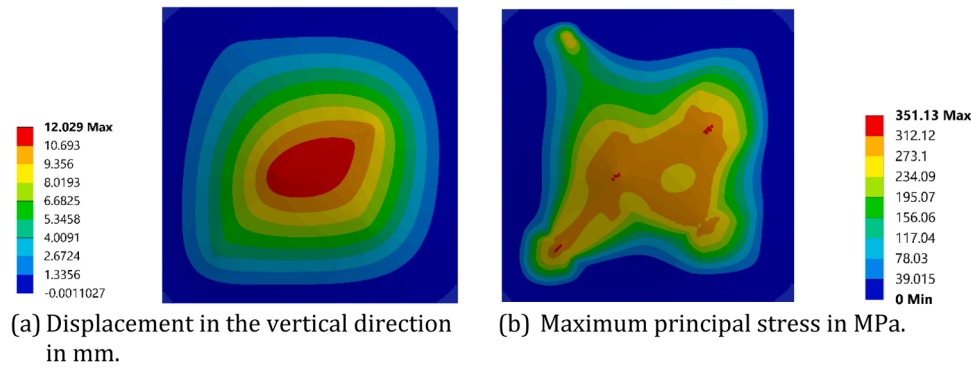 12.029 Max
10.693
9.356
8.0193
6.6825
5.3458
4.0091
2.6724
1.3356
-0.0011027
351.13 Max
312.12
273.1
234.09
195.07
156.06
117.04
78.03
39.015
0 Min
(a) Displacement in the vertical direction
in mm.
(b) Maximum principal stress in MPa.